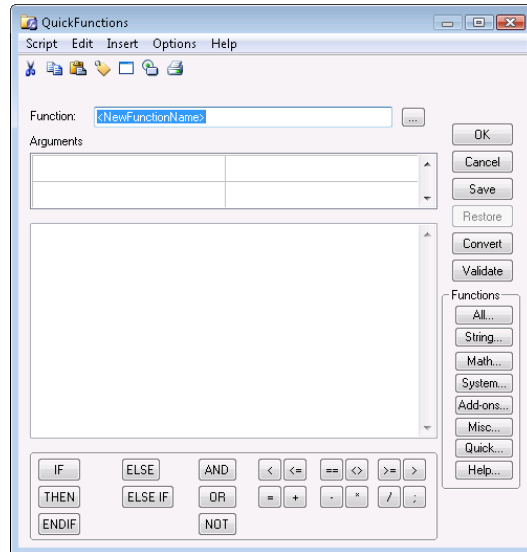 QuickFunctions
Script Edit Insert Options Help
Function: <NewFunctionName> ...
Arguments
OK
Cancel
Save
Restore
Convert
Validate
Functions
All...
String...
Math...
System...
Add-ons...
Misc...
Quick...
Help...
IF ELSE AND < <= == <> >= >
THEN ELSE IF OR = + - * / ;
ENDIF NOT